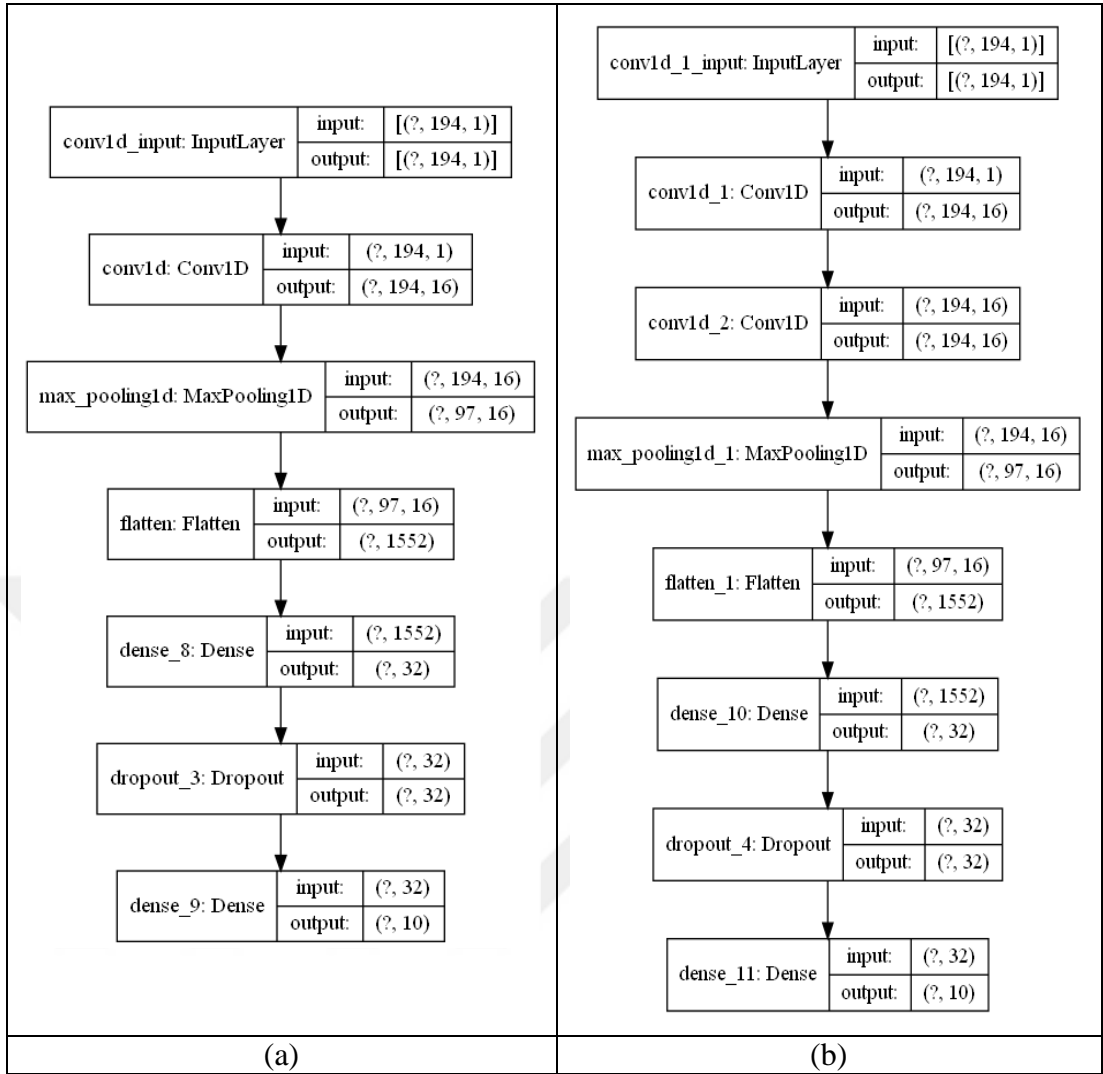 conv1d_input: InputLayer
input: [(?, 194, 1)]
output: [(?, 194, 1)]
conv1d: Conv1D
input: (?, 194, 1)
output: (?, 194, 16)
max_pooling1d: MaxPooling1D
input: (?, 194, 16)
output: (?, 97, 16)
flatten: Flatten
input: (?, 97, 16)
output: (?, 1552)
dense_8: Dense
input: (?, 1552)
output: (?, 32)
dropout_3: Dropout
input: (?, 32)
output: (?, 32)
dense_9: Dense
input: (?, 32)
output: (?, 10)
(a)
conv1d_1_input: InputLayer
input: [(?, 194, 1)]
output: [(?, 194, 1)]
conv1d_1: Conv1D
input: (?, 194, 1)
output: (?, 194, 16)
conv1d_2: Conv1D
input: (?, 194, 16)
output: (?, 194, 16)
max_pooling1d_1: MaxPooling1D
input: (?, 194, 16)
output: (?, 97, 16)
flatten_1: Flatten
input: (?, 97, 16)
output: (?, 1552)
dense_10: Dense
input: (?, 1552)
output: (?, 32)
dropout_4: Dropout
input: (?, 32)
output: (?, 32)
dense_11: Dense
input: (?, 32)
output: (?, 10)
(b)